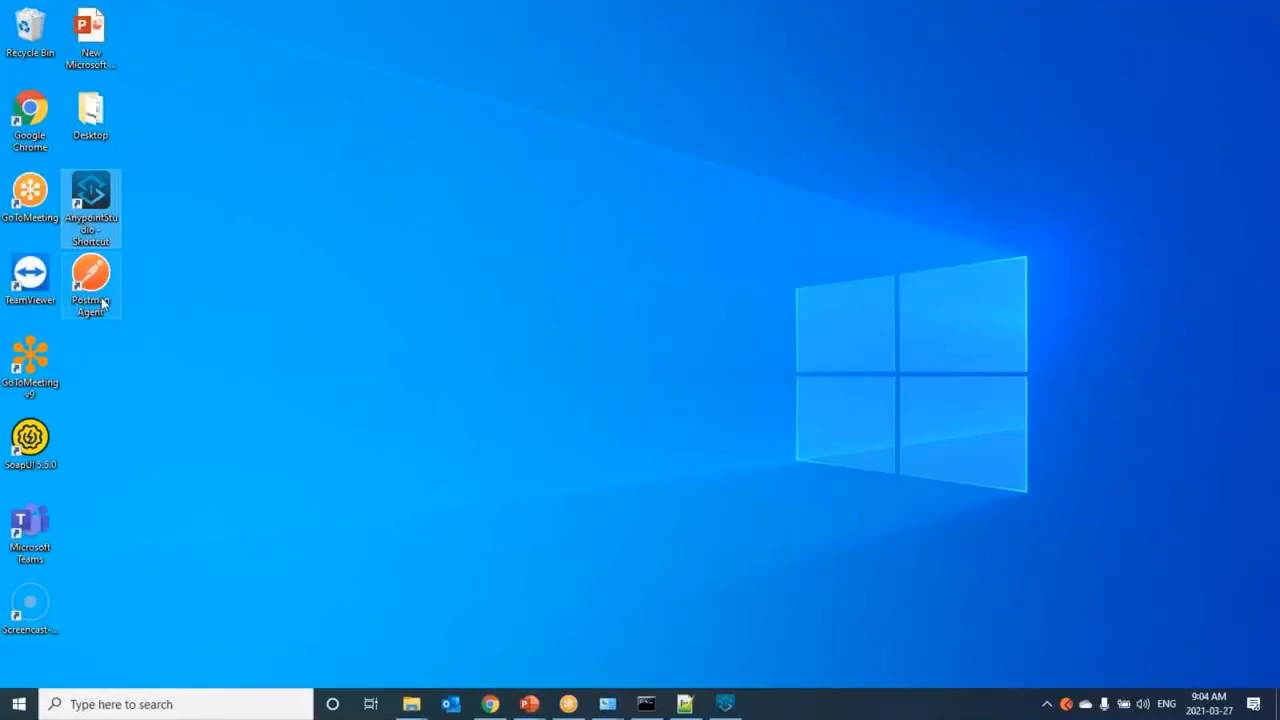 Recycle Bin
New
Microsoft ...
Google
Chrome
Desktop
GoToMeeting
AnypointStu
dio -
Shortcut
TeamViewer
Postman
Agent
GoToMeeting
v9
SoapUI 5.5.0
Microsoft
Teams
Screencast-...
Type here to search
ENG
9:04 AM
2021-03-27